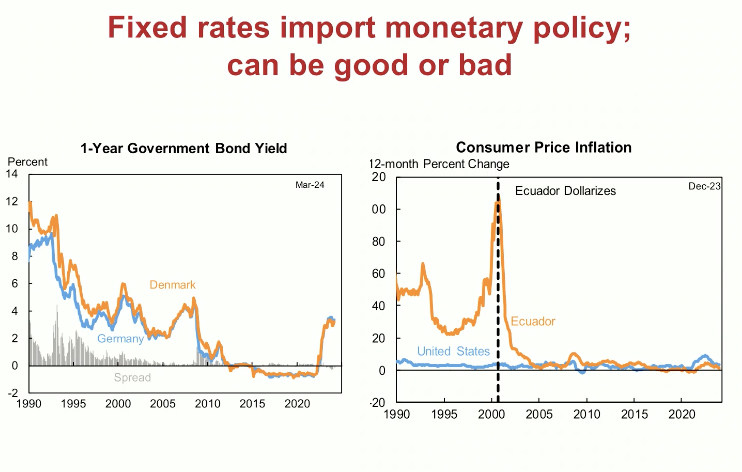 Fixed rates import monetary policy;
can be good or bad
1-Year Government Bond Yield
Percent
Mar-24
14
12
10
8
6
4
2
0
-2
Denmark
Germany
Spread
1990 1995 2000 2005 2010 2015 2020
Consumer Price Inflation
12-month Percent Change
Ecuador Dollarizes
Dec-23
20
00
80
60
40
20
0
-20
Ecuador
United States
1990 1995 2000 2005 2010 2015 2020